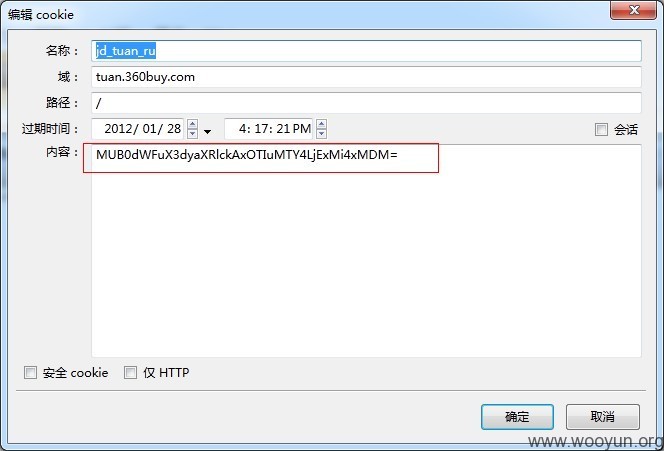 编辑 cookie
名称： jd_tuan_ru
域： tuan.360buy.com
路径： /
过期时间： 2012/ 01/ 28 4: 17: 21 PM 会话
内容： MUB0dWFuX3dyaXRlckAxOTIuMTY4LjExMi4xMDM=
安全 cookie 仅 HTTP
确定 取消
www.wooyun.org